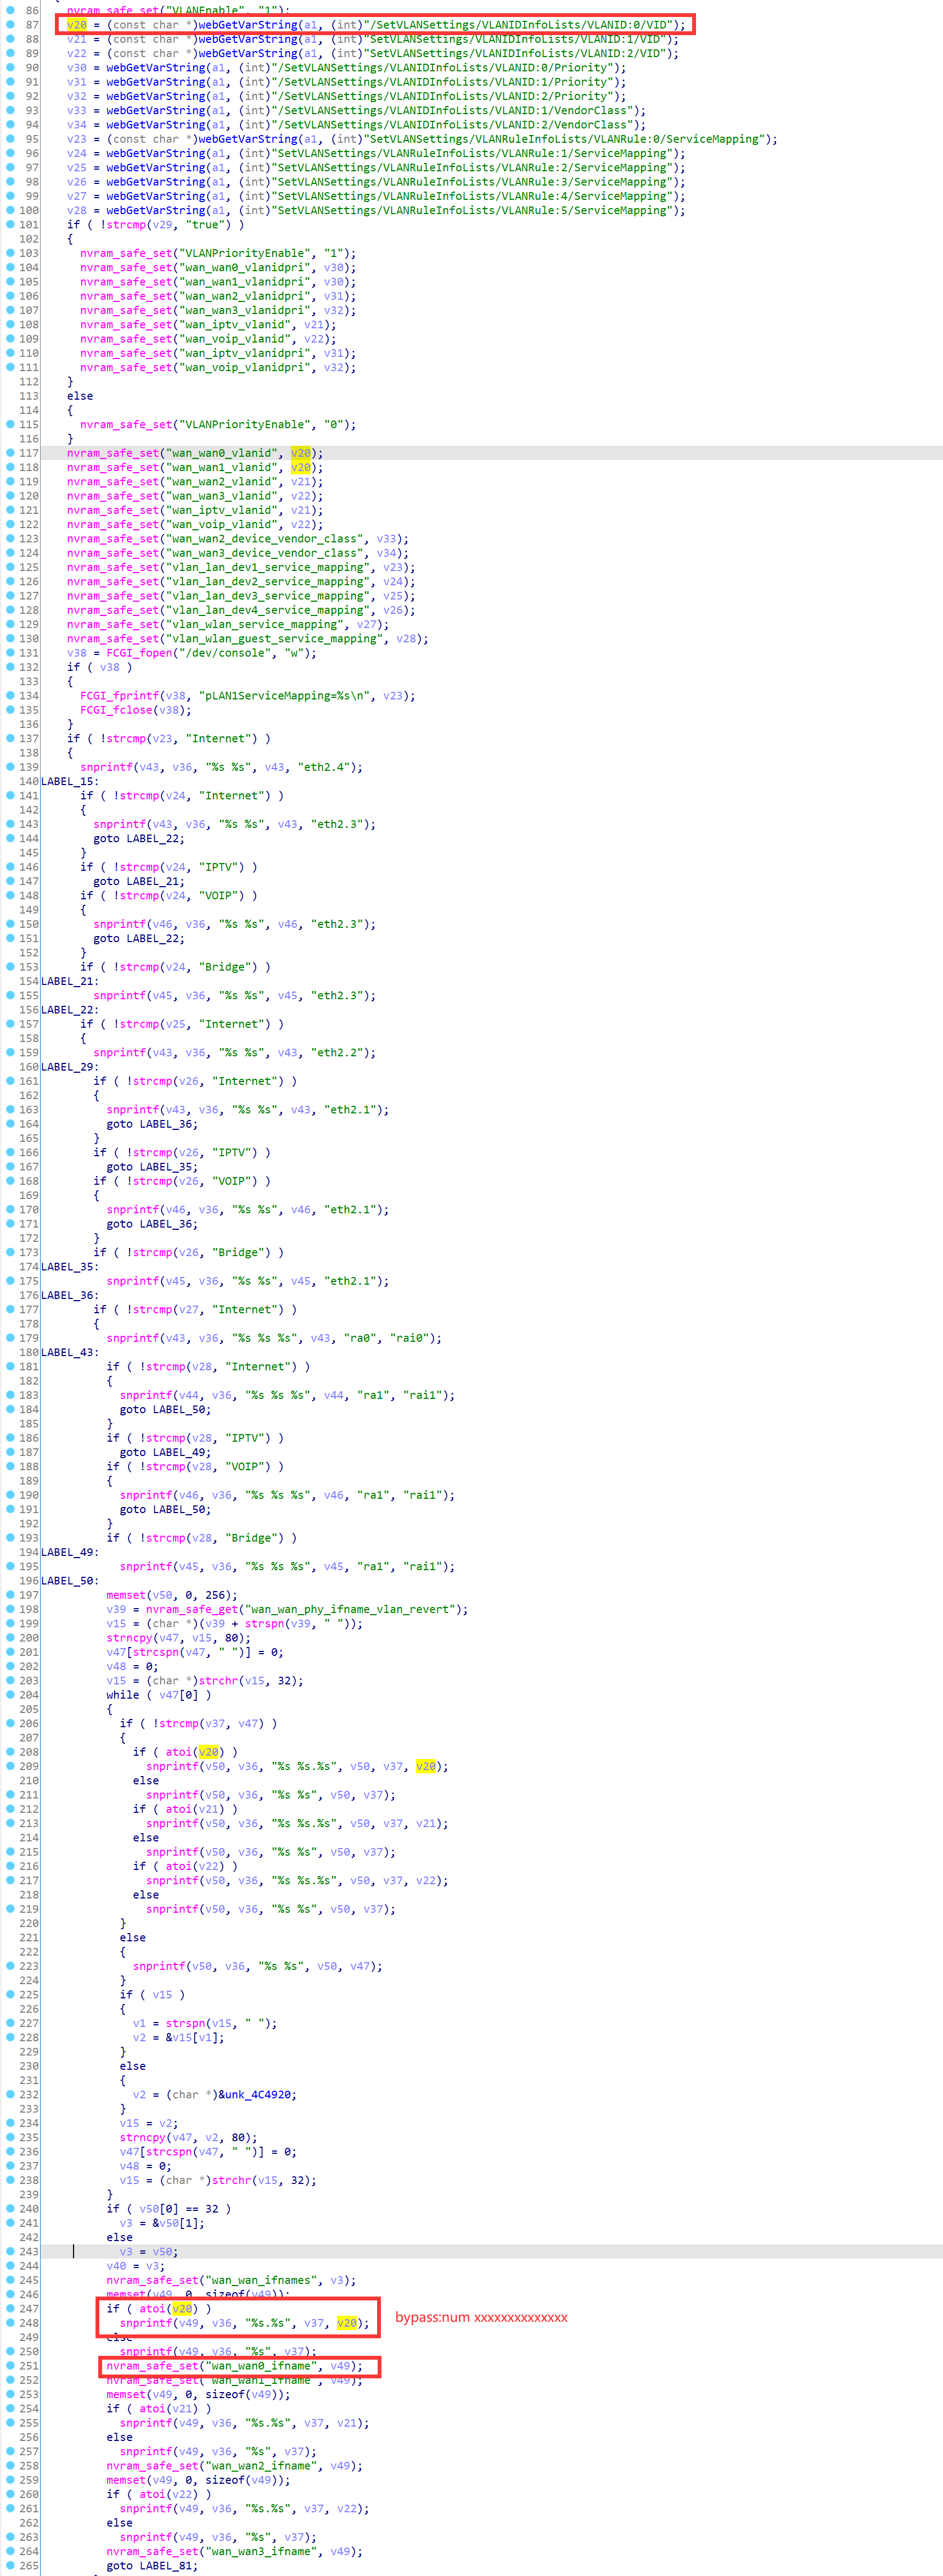 86 nvram_safe_set("VLANEnable", "1");
87 v20 = (const char *)webGetVarString(a1, (int)"/SetVLANSettings/VLANIDInfoLists/VLANID:0/VID");
88 v21 = (const char *)webGetVarString(a1, (int)"/SetVLANSettings/VLANIDInfoLists/VLANID:1/VID");
89 v22 = (const char *)webGetVarString(a1, (int)"/SetVLANSettings/VLANIDInfoLists/VLANID:2/VID");
90 v30 = webGetVarString(a1, (int)"/SetVLANSettings/VLANIDInfoLists/VLANID:0/Priority");
91 v31 = webGetVarString(a1, (int)"/SetVLANSettings/VLANIDInfoLists/VLANID:1/Priority");
92 v32 = webGetVarString(a1, (int)"/SetVLANSettings/VLANIDInfoLists/VLANID:2/Priority");
93 v33 = webGetVarString(a1, (int)"/SetVLANSettings/VLANIDInfoLists/VLANID:1/VendorClass");
94 v34 = webGetVarString(a1, (int)"/SetVLANSettings/VLANIDInfoLists/VLANID:2/VendorClass");
95 v23 = (const char *)webGetVarString(a1, (int)"SetVLANSettings/VLANRuleInfoLists/VLANRule:0/ServiceMapping");
96 v24 = webGetVarString(a1, (int)"SetVLANSettings/VLANRuleInfoLists/VLANRule:1/ServiceMapping");
97 v25 = webGetVarString(a1, (int)"SetVLANSettings/VLANRuleInfoLists/VLANRule:2/ServiceMapping");
98 v26 = webGetVarString(a1, (int)"SetVLANSettings/VLANRuleInfoLists/VLANRule:3/ServiceMapping");
99 v27 = webGetVarString(a1, (int)"SetVLANSettings/VLANRuleInfoLists/VLANRule:4/ServiceMapping");
100 v28 = webGetVarString(a1, (int)"SetVLANSettings/VLANRuleInfoLists/VLANRule:5/ServiceMapping");
101 if ( !strcmp(v29, "true") )
102 {
103 nvram_safe_set("VLANPriorityEnable", "1");
104 nvram_safe_set("wan_wan0_vlanidpri", v30);
105 nvram_safe_set("wan_wan1_vlanidpri", v30);
106 nvram_safe_set("wan_wan2_vlanidpri", v31);
107 nvram_safe_set("wan_wan3_vlanidpri", v32);
108 nvram_safe_set("wan_iptv_vlanid", v21);
109 nvram_safe_set("wan_voip_vlanid", v22);
110 nvram_safe_set("wan_iptv_vlanidpri", v31);
111 nvram_safe_set("wan_voip_vlanidpri", v32);
112 }
113 else
114 {
115 nvram_safe_set("VLANPriorityEnable", "0");
116 }
117 nvram_safe_set("wan_wan0_vlanid", v20);
118 nvram_safe_set("wan_wan1_vlanid", v20);
119 nvram_safe_set("wan_wan2_vlanid", v21);
120 nvram_safe_set("wan_wan3_vlanid", v22);
121 nvram_safe_set("wan_iptv_vlanid", v21);
122 nvram_safe_set("wan_voip_vlanid", v22);
123 nvram_safe_set("wan_wan2_device_vendor_class", v33);
124 nvram_safe_set("wan_wan3_device_vendor_class", v34);
125 nvram_safe_set("vlan_lan_dev1_service_mapping", v23);
126 nvram_safe_set("vlan_lan_dev2_service_mapping", v24);
127 nvram_safe_set("vlan_lan_dev3_service_mapping", v25);
128 nvram_safe_set("vlan_lan_dev4_service_mapping", v26);
129 nvram_safe_set("vlan_wlan_service_mapping", v27);
130 nvram_safe_set("vlan_wlan_guest_service_mapping", v28);
131 v38 = FCGI_fopen("/dev/console", "w");
132 if ( v38 )
133 {
134 FCGI_fprintf(v38, "pLAN1ServiceMapping=%s\n", v23);
135 FCGI_fclose(v38);
136 }
137 if ( !strcmp(v23, "Internet") )
138 {
139 snprintf(v43, v36, "%s %s", v43, "eth2.4");
140 LABEL_15:
141 if ( !strcmp(v24, "Internet") )
142 {
143 snprintf(v43, v36, "%s %s", v43, "eth2.3");
144 goto LABEL_22;
145 }
146 if ( !strcmp(v24, "IPTV") )
147 goto LABEL_21;
148 if ( !strcmp(v24, "VOIP") )
149 {
150 snprintf(v46, v36, "%s %s", v46, "eth2.3");
151 goto LABEL_22;
152 }
153 if ( !strcmp(v24, "Bridge") )
154 LABEL_21:
155 snprintf(v45, v36, "%s %s", v45, "eth2.3");
156 LABEL_22:
157 if ( !strcmp(v25, "Internet") )
158 {
159 snprintf(v43, v36, "%s %s", v43, "eth2.2");
160 LABEL_29:
161 if ( !strcmp(v26, "Internet") )
162 {
163 snprintf(v43, v36, "%s %s", v43, "eth2.1");
164 goto LABEL_36;
165 }
166 if ( !strcmp(v26, "IPTV") )
167 goto LABEL_35;
168 if ( !strcmp(v26, "VOIP") )
169 {
170 snprintf(v46, v36, "%s %s", v46, "eth2.1");
171 goto LABEL_36;
172 }
173 if ( !strcmp(v26, "Bridge") )
174 LABEL_35:
175 snprintf(v45, v36, "%s %s", v45, "eth2.1");
176 LABEL_36:
177 if ( !strcmp(v27, "Internet") )
178 {
179 snprintf(v43, v36, "%s %s %s", v43, "ra0", "rai0");
180 LABEL_43:
181 if ( !strcmp(v28, "Internet") )
182 {
183 snprintf(v44, v36, "%s %s %s", v44, "ra1", "rai1");
184 goto LABEL_50;
185 }
186 if ( !strcmp(v28, "IPTV") )
187 goto LABEL_49;
188 if ( !strcmp(v28, "VOIP") )
189 {
190 snprintf(v46, v36, "%s %s %s", v46, "ra1", "rai1");
191 goto LABEL_50;
192 }
193 if ( !strcmp(v28, "Bridge") )
194 LABEL_49:
195 snprintf(v45, v36, "%s %s %s", v45, "ra1", "rai1");
196 LABEL_50:
197 memset(v50, 0, 256);
198 v39 = nvram_safe_get("wan_wan_phy_ifname_vlan_revert");
199 v15 = (char *)(v39 + strspn(v39, " "));
200 strncpy(v47, v15, 80);
201 v47[strcspn(v47, " ")] = 0;
202 v48 = 0;
203 v15 = (char *)strchr(v15, 32);
204 while ( v47[0] )
205 {
206 if ( !strcmp(v37, v47) )
207 {
208 if ( atoi(v20) )
209 snprintf(v50, v36, "%s %s.%s", v50, v37, v20);
210 else
211 snprintf(v50, v36, "%s %s", v50, v37);
212 if ( atoi(v21) )
213 snprintf(v50, v36, "%s %s.%s", v50, v37, v21);
214 else
215 snprintf(v50, v36, "%s %s", v50, v37);
216 if ( atoi(v22) )
217 snprintf(v50, v36, "%s %s.%s", v50, v37, v22);
218 else
219 snprintf(v50, v36, "%s %s", v50, v37);
220 }
221 else
222 {
223 snprintf(v50, v36, "%s %s", v50, v47);
224 }
225 if ( v15 )
226 {
227 v1 = strspn(v15, " ");
228 v2 = &v15[v1];
229 }
230 else
231 {
232 v2 = (char *)&unk_4C4920;
233 }
234 v15 = v2;
235 strncpy(v47, v2, 80);
236 v47[strcspn(v47, " ")] = 0;
237 v48 = 0;
238 v15 = (char *)strchr(v15, 32);
239 }
240 if ( v50[0] == 32 )
241 v3 = &v50[1];
242 else
243 v3 = v50;
244 v40 = v3;
245 nvram_safe_set("wan_wan_ifnames", v3);
246 memset(v49, 0, sizeof(v49));
247 if ( atoi(v20) )
248 snprintf(v49, v36, "%s.%s", v37, v20); bypass:num xxxxxxxxxxxxxx
249 else
250 snprintf(v49, v36, "%s", v37);
251 nvram_safe_set("wan_wan0_ifname", v49);
252 nvram_safe_set("wan_wan1_ifname", v49);
253 memset(v49, 0, sizeof(v49));
254 if ( atoi(v21) )
255 snprintf(v49, v36, "%s.%s", v37, v21);
256 else
257 snprintf(v49, v36, "%s", v37);
258 nvram_safe_set("wan_wan2_ifname", v49);
259 memset(v49, 0, sizeof(v49));
260 if ( atoi(v22) )
261 snprintf(v49, v36, "%s.%s", v37, v22);
262 else
263 snprintf(v49, v36, "%s", v37);
264 nvram_safe_set("wan_wan3_ifname", v49);
265 goto LABEL_81;